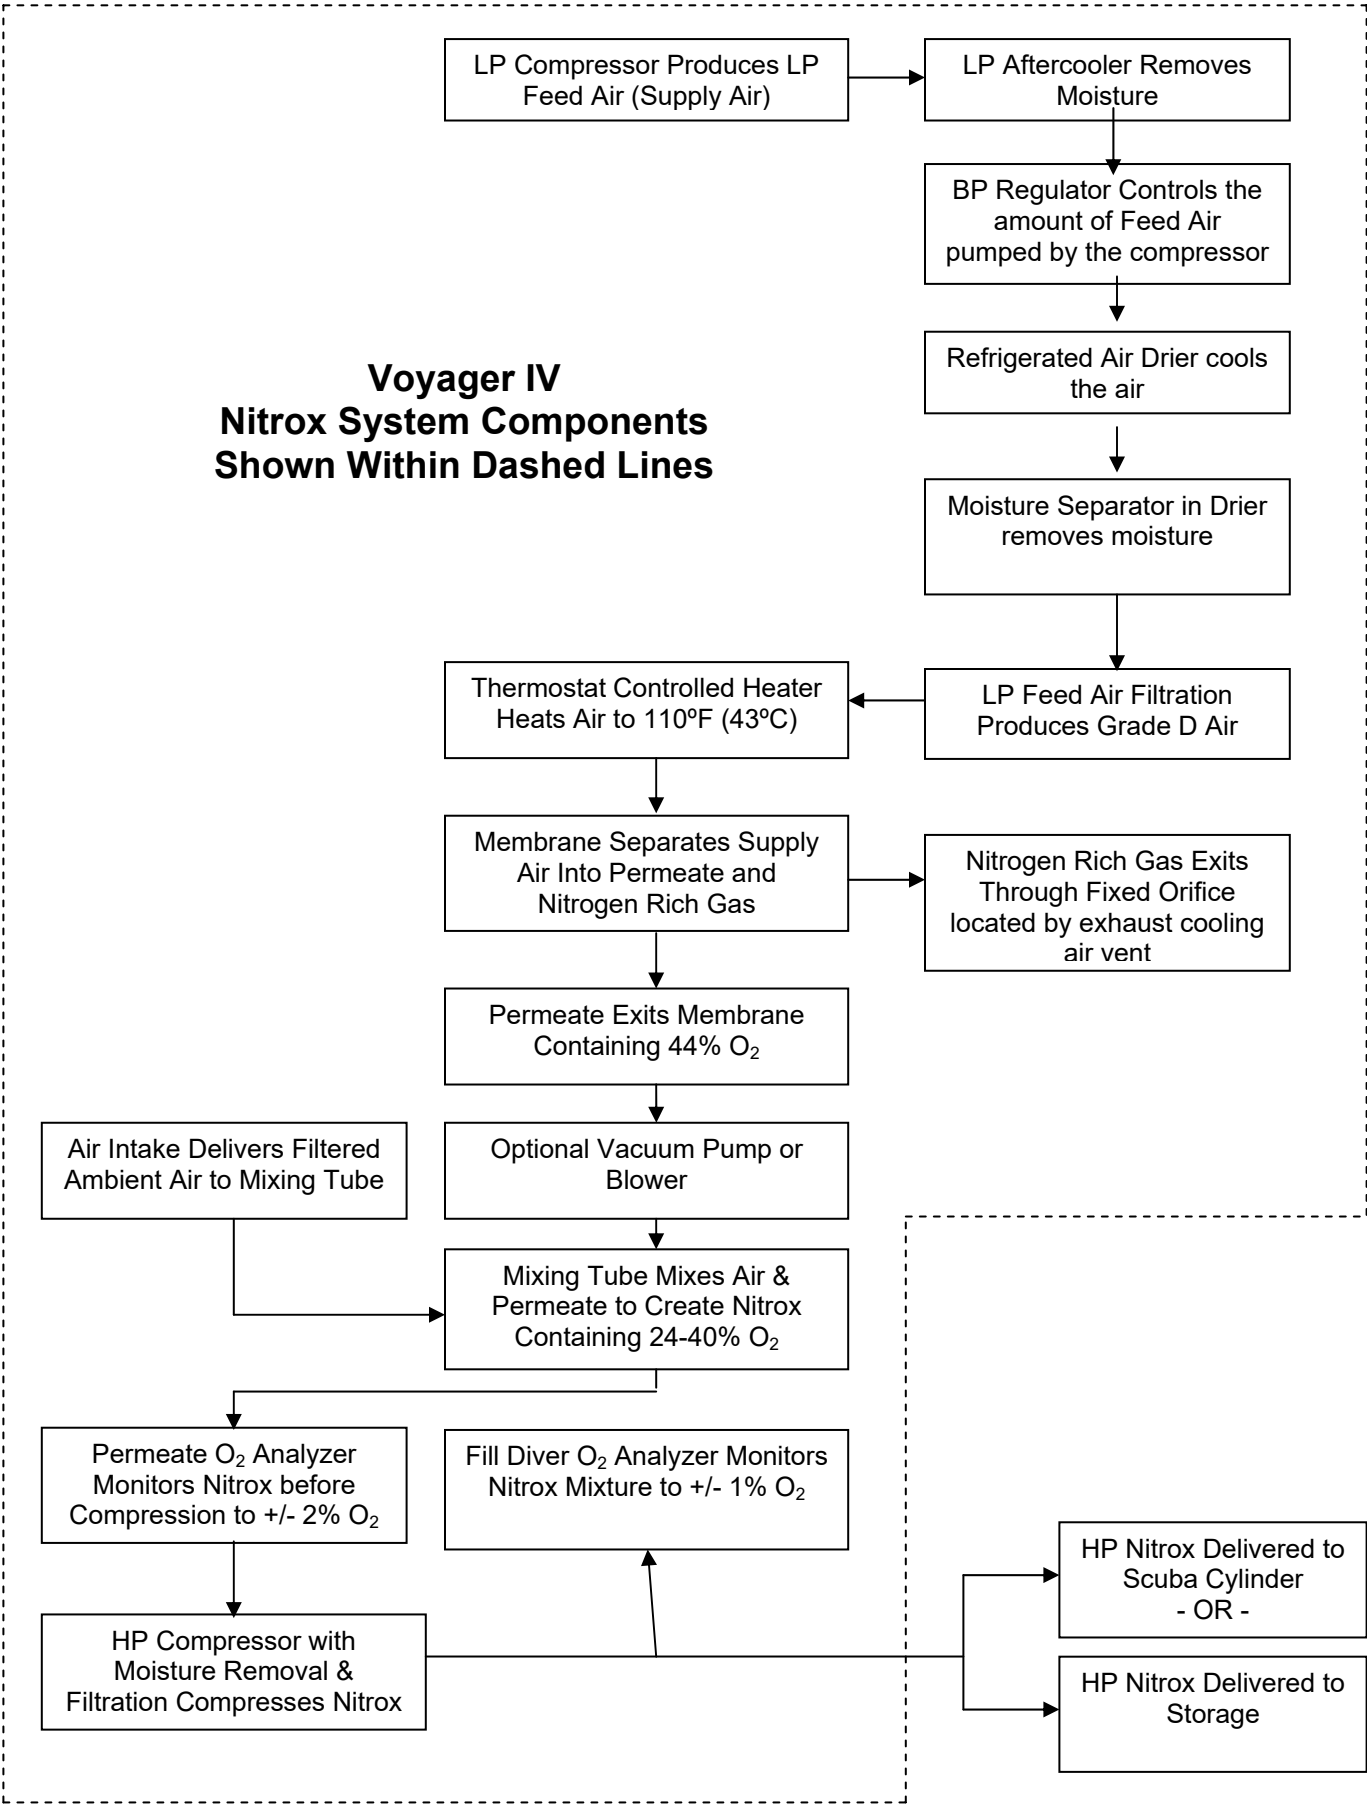 LP Compressor Produces LP
Feed Air (Supply Air)
LP Aftercooler Removes
Moisture
BP Regulator Controls the
amount of Feed Air
pumped by the compressor
Refrigerated Air Drier cools
the air
Voyager IV
Nitrox System Components
Shown Within Dashed Lines
Moisture Separator in Drier
removes moisture
Thermostat Controlled Heater
Heats Air to 110ºF (43ºC)
LP Feed Air Filtration
Produces Grade D Air
Membrane Separates Supply
Air Into Permeate and
Nitrogen Rich Gas
Nitrogen Rich Gas Exits
Through Fixed Orifice
located by exhaust cooling
air vent
Permeate Exits Membrane
Containing 44% O₂
Air Intake Delivers Filtered
Ambient Air to Mixing Tube
Optional Vacuum Pump or
Blower
Mixing Tube Mixes Air &
Permeate to Create Nitrox
Containing 24-40% O₂
Permeate O₂ Analyzer
Monitors Nitrox before
Compression to +/- 2% O₂
Fill Diver O₂ Analyzer Monitors
Nitrox Mixture to +/- 1% O₂
HP Nitrox Delivered to
Scuba Cylinder
- OR -
HP Compressor with
Moisture Removal &
Filtration Compresses Nitrox
HP Nitrox Delivered to
Storage